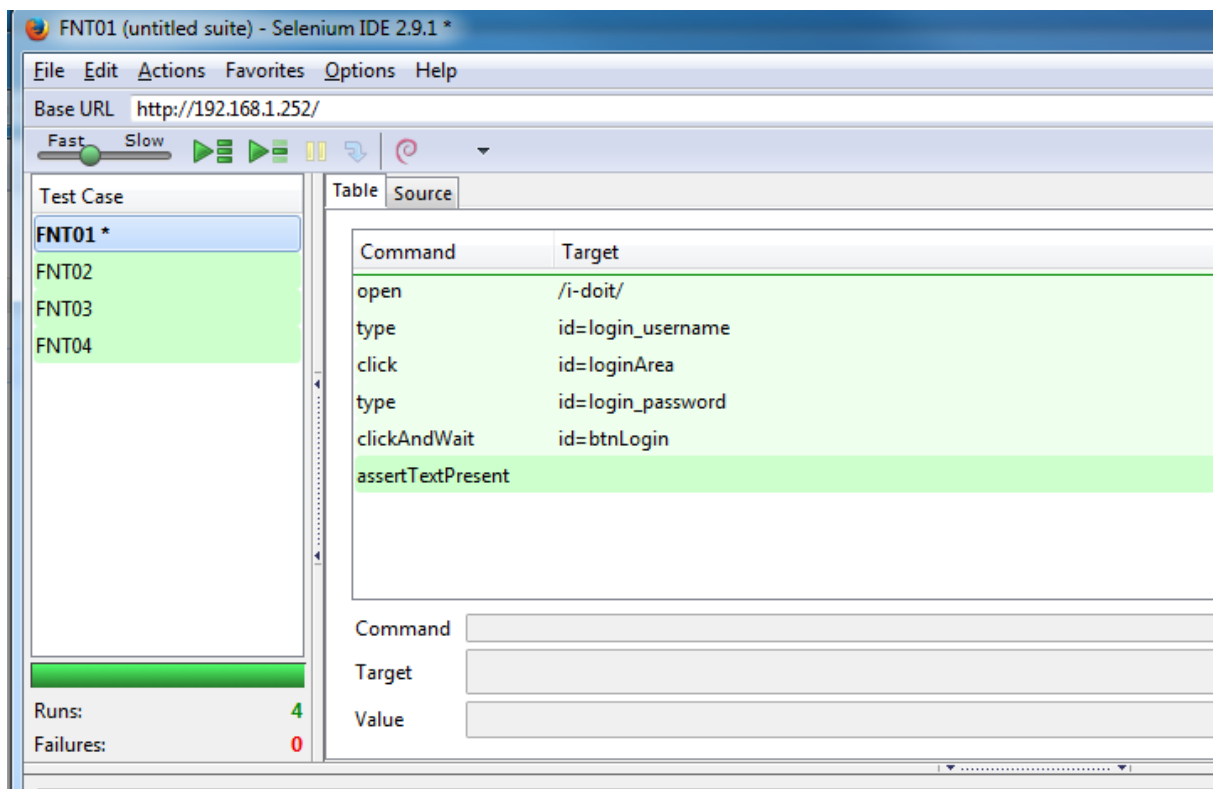 FNT01 (untitled suite) - Selenium IDE 2.9.1 *
File Edit Actions Favorites Options Help
Base URL http://192.168.1.252/
Fast Slow
Test Case
FNT01 *
FNT02
FNT03
FNT04
Runs: 4
Failures: 0
Table Source
Command Target
open /i-doit/
type id=login_username
click id=loginArea
type id=login_password
clickAndWait id=btnLogin
assertTextPresent
Command
Target
Value